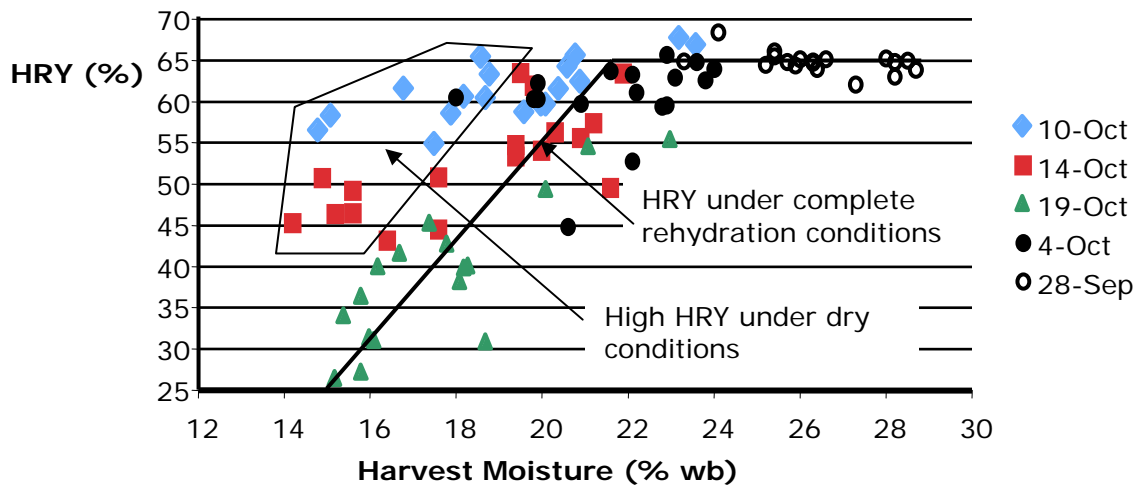 HRY (%)
70
65
60
55
50
45
40
35
30
25
12
14
16
18
20
22
24
26
28
30
Harvest Moisture (% wb)
HRY under complete
rehydration conditions
High HRY under dry
conditions
10-Oct
14-Oct
19-Oct
4-Oct
28-Sep